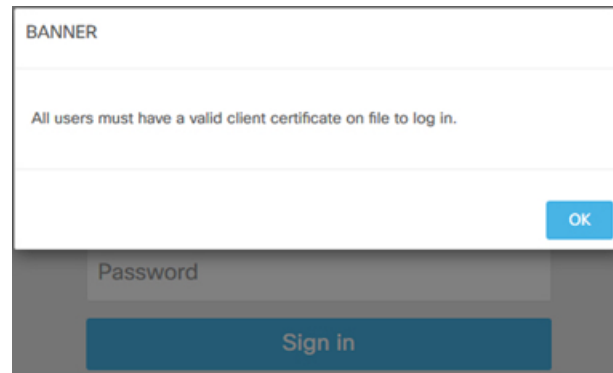 BANNER
All users must have a valid client certificate on file to log in.
OK
Password
Sign in